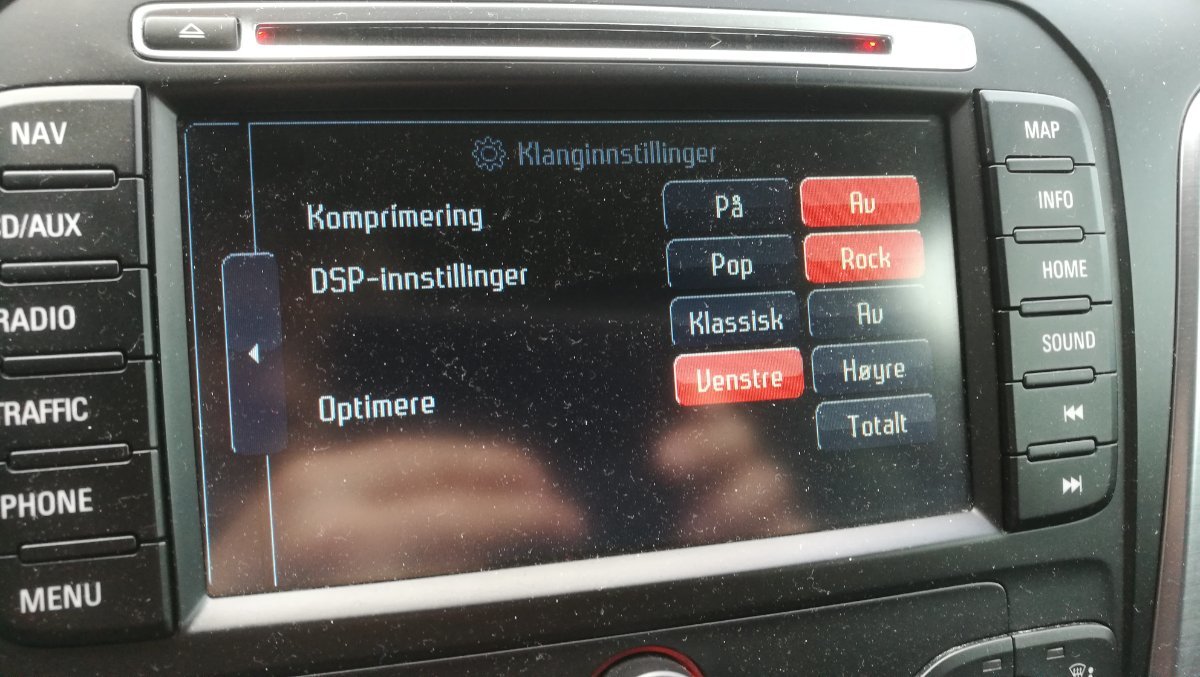 NAV
D/AUX
RADIO
TRAFFIC
PHONE
MENU
Klanginnstillinger
Komprimering
På
Av
DSP-innstillinger
Pop
Rock
Klassisk
Av
Optimere
Venstre
Høyre
Totalt
MAP
INFO
HOME
SOUND